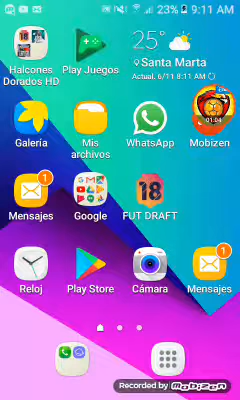 23% 9:11 AM
25°
Santa Marta
Actual. 6/11 8:11 AM
Halcones
Dorados HD
Play Juegos
01:04
Galería
Mis
archivos
WhatsApp
Mobizen
1
18
1
Mensajes
Google
FUT DRAFT
Reloj
Play Store
Cámara
Mensajes
Recorded by mobizen